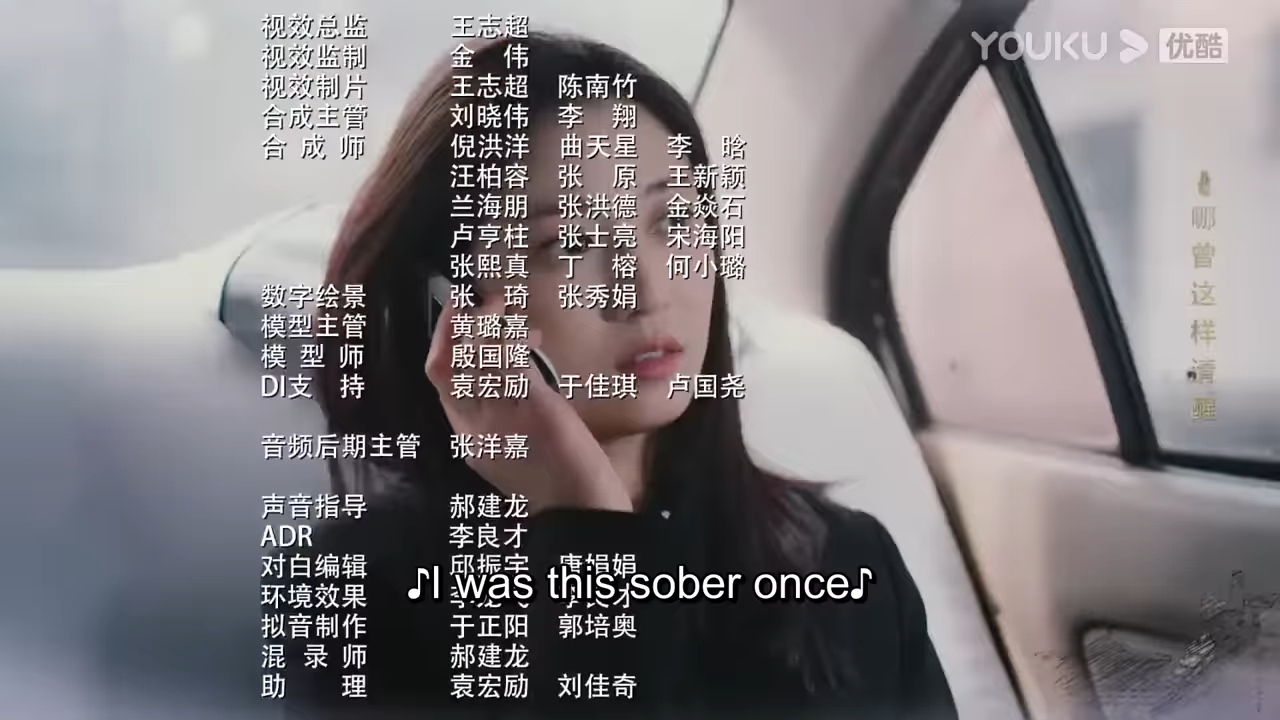 YOUKU 优酷
视效总监 王志超
视效监制 金 伟
视效制片 王志超 陈南竹
合成主管 刘晓伟 李 翔
合成师 倪洪洋 曲天星 李 晗
汪柏容 张 原 王新颖
兰海朋 张洪德 金焱石
卢亨柱 张士亮 宋海阳
张熙真 丁 榕 何小璐
数字绘景 张 琦 张秀娟
模型主管 黄璐嘉
模型师 殷国隆
DI支 持 袁宏励 于佳琪 卢国尧
音频后期主管 张洋嘉
声音指导 郝建龙
ADR 李良才
对白编辑 邱振宇 唐娟娟
环境效果
拟音制作 于正阳 郭培奥
混录师 郝建龙
助 理 袁宏励 刘佳奇
哪曾这样清醒
♪I was this sober once♪